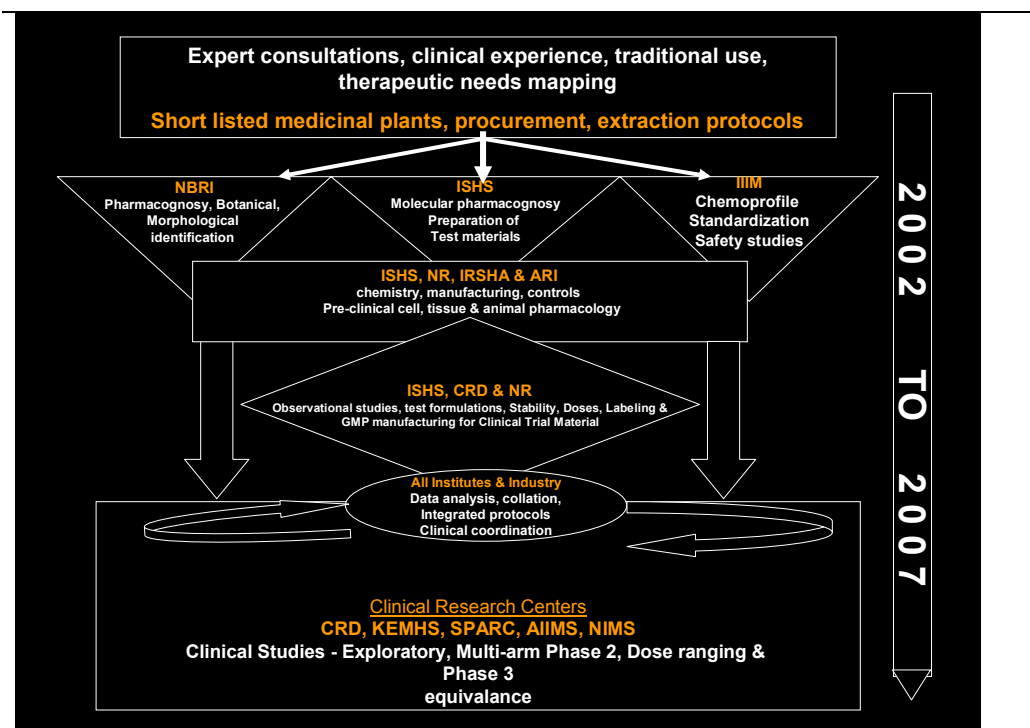 Expert consultations, clinical experience, traditional use,
therapeutic needs mapping
Short listed medicinal plants, procurement, extraction protocols
NBRI
Pharmacognosy, Botanical,
Morphological
identification
ISHS
Molecular pharmacognosy
Preparation of
Test materials
IIIM
Chemoprofile
Standardization
Safety studies
ISHS, NR, IRSHA & ARI
chemistry, manufacturing, controls
Pre-clinical cell, tissue & animal pharmacology
ISHS, CRD & NR
Observational studies, test formulations, Stability, Doses, Labeling &
GMP manufacturing for Clinical Trial Material
All Institutes & Industry
Data analysis, collation,
Integrated protocols
Clinical coordination
Clinical Research Centers
CRD, KEMHS, SPARC, AIIMS, NIMS
Clinical Studies - Exploratory, Multi-arm Phase 2, Dose ranging &
Phase 3
equivalance
2002 TO 2007